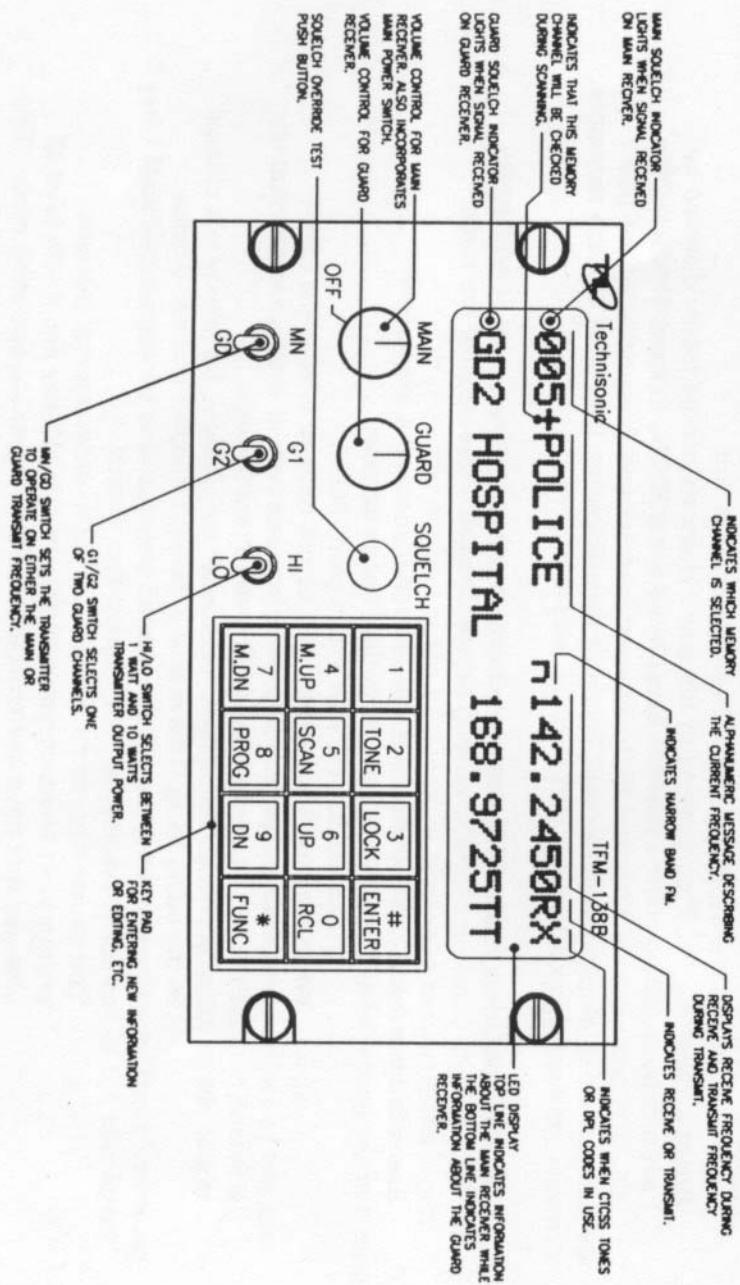 INDICATES WHICH MEMORY
CHANNEL IS SELECTED.
ALPHANUMERIC MESSAGE DESCRIBING
THE CURRENT FREQUENCY.
INDICATES NARROW BAND FM.
DISPLAYS RECEIVE FREQUENCY DURING
RECEIVE AND TRANSMIT FREQUENCY
DURING TRANSMIT.
INDICATES RECEIVE OR TRANSMIT.
INDICATES WHEN CTCSS TONES
OR DPL CODES IN USE.
MAIN SQUELCH INDICATOR
LIGHTS WHEN SIGNAL RECEIVED
ON MAIN RECIVER.
INDICATES THAT THIS MEMORY
CHANNEL WILL BE CHECKED
DURING SCANNING.
GUARD SQUELCH INDICATOR
LIGHTS WHEN SIGNAL RECEIVED
ON GUARD RECEIVER.
VOLUME CONTROL FOR MAIN
RECEIVER. ALSO INCORPORATES
MAIN POWER SWITCH.
VOLUME CONTROL FOR GUARD
RECEIVER.
SQUELCH OVERRIDE TEST
PUSH BUTTON.
Technisonic TFM-138B
005+POLICE n142.2450RX
GD2 HOSPITAL 168.9725TT
LED DISPLAY
TOP LINE INDICATES INFORMATION
ABOUT THE MAIN RECEIVER WHILE
THE BOTTOM LINE INDICATES
INFORMATION ABOUT THE GUARD
RECEIVER.
MAIN GUARD SQUELCH
OFF
MN G1 HI
GD G2 LO
1 2 TONE 3 LOCK # ENTER
4 M.UP 5 SCAN 6 UP 0 RCL
7 M.DN 8 PROG 9 DN * FUNC
HI/LO SWITCH SELECTS BETWEEN
1 WATT AND 10 WATTS
TRANSMITTER OUTPUT POWER.
KEY PAD
FOR ENTERING NEW INFORMATION
OR EDITING, ETC.
G1/G2 SWITCH SELECTS ONE
OF TWO GUARD CHANNELS.
MN/GD SWITCH SETS THE TRANSMITTER
TO OPERATE ON EITHER THE MAIN OR
GUARD TRANSMIT FREQUENCY.